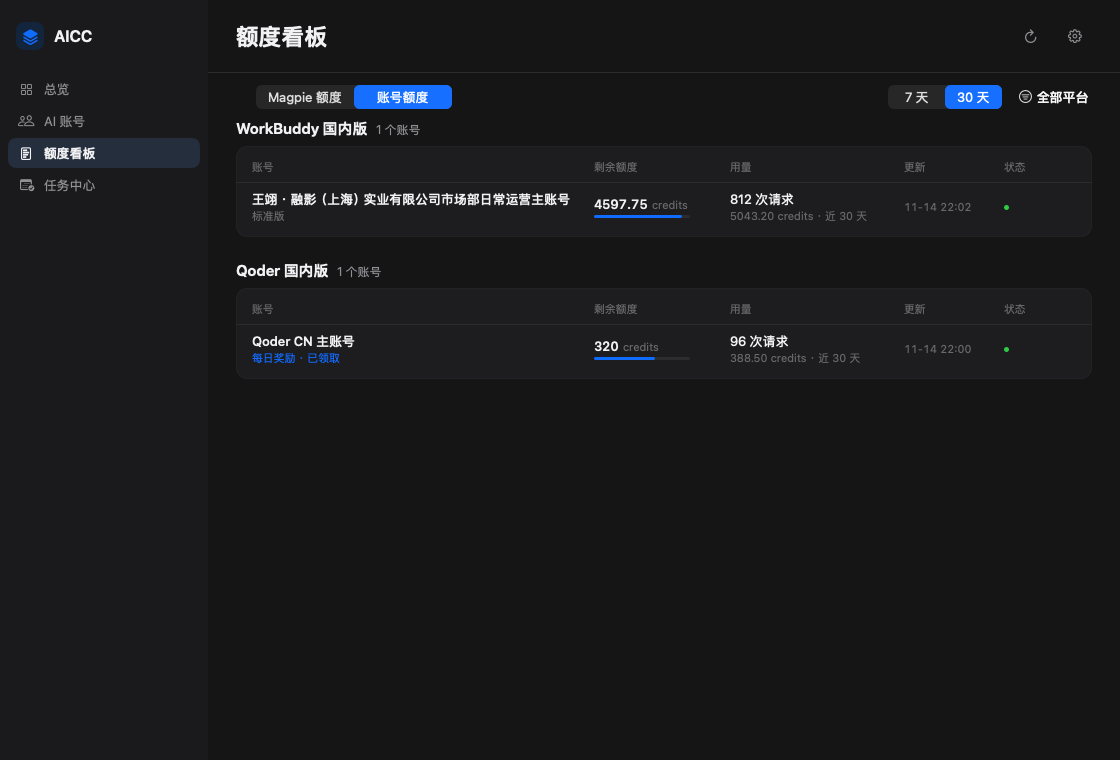 AICC
总览
AI 账号
额度看板
任务中心
额度看板
Magpie 额度
账号额度
7 天
30 天
全部平台
WorkBuddy 国内版 1 个账号
账号 剩余额度 用量 更新 状态
王翊 · 融影（上海）实业有限公司市场部日常运营主账号
标准版
4597.75 credits
812 次请求
5043.20 credits · 近 30 天
11-14 22:02
Qoder 国内版 1 个账号
账号 剩余额度 用量 更新 状态
Qoder CN 主账号
每日奖励 · 已领取
320 credits
96 次请求
388.50 credits · 近 30 天
11-14 22:00